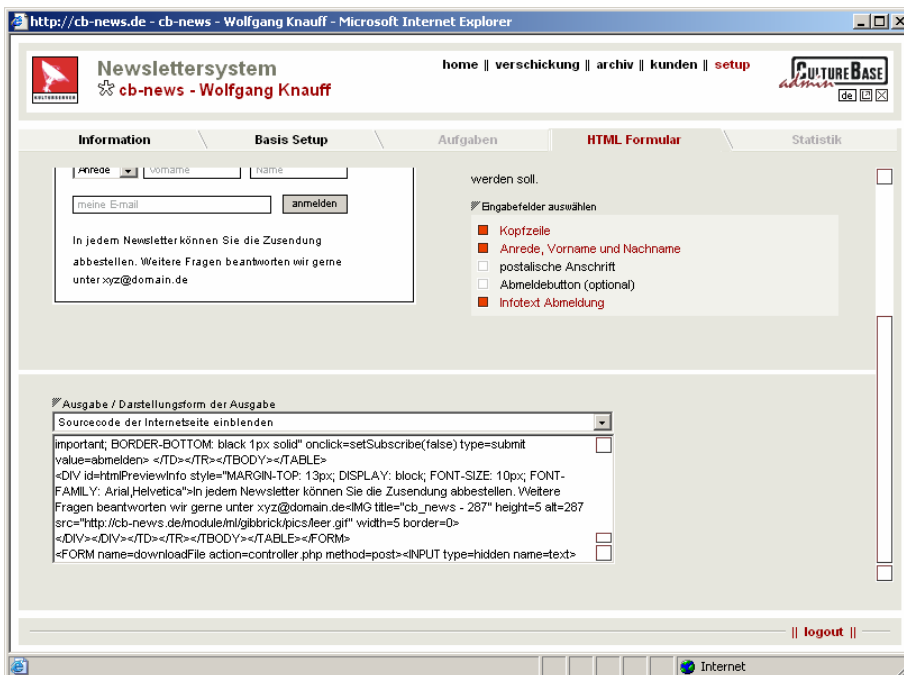 http://cb-news.de - cb-news - Wolfgang Knauff - Microsoft Internet Explorer
Newslettersystem
cb-news - Wolfgang Knauff
home || verschickung || archiv || kunden || setup
KULTURSERVER
CULTUREBASE
admin
de
Information
Basis Setup
Aufgaben
HTML Formular
Statistik
Anrede
Vorname
Name
meine E-mail
anmelden
In jedem Newsletter können Sie die Zusendung
abbestellen. Weitere Fragen beantworten wir gerne
unter xyz@domain.de
werden soll.
Eingabefelder auswählen
Kopfzeile
Anrede, Vorname und Nachname
postalische Anschrift
Abmeldebutton (optional)
Infotext Abmeldung
Ausgabe / Darstellungsform der Ausgabe
Sourcecode der Internetseite einblenden
important; BORDER-BOTTOM: black 1px solid" onclick=setSubscribe(false) type=submit
value=abmelden> </TD></TR></TBODY></TABLE>
<DIV id=htmlPreviewInfo style="MARGIN-TOP: 13px; DISPLAY: block; FONT-SIZE: 10px; FONT-
FAMILY: Arial,Helvetica">In jedem Newsletter können Sie die Zusendung abbestellen. Weitere
Fragen beantworten wir gerne unter xyz@domain.de<IMG title="cb_news - 287" height=5 alt=287
src="http://cb-news.de/module/ml/gibbrick/pics/leer.gif" width=5 border=0>
</DIV></DIV></TD></TR></TBODY></TABLE></FORM>
<FORM name=downloadFile action=controller.php method=post><INPUT type=hidden name=text>
|| logout ||
Internet